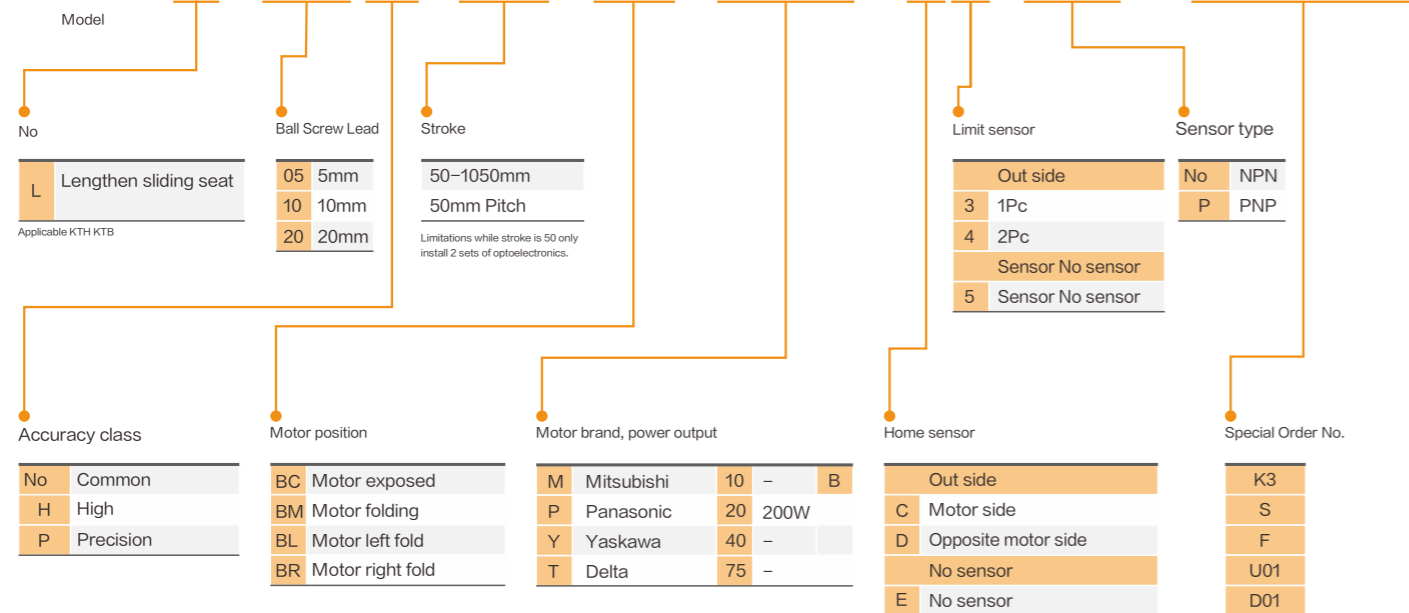 Model
No
L Lengthen sliding seat
Applicable KTH KTB
Ball Screw Lead
05 5mm
10 10mm
20 20mm
Stroke
50-1050mm
50mm Pitch
Limitations while stroke is 50 only
install 2 sets of optoelectronics.
Limit sensor
Out side
3 1Pc
4 2Pc
Sensor No sensor
5 Sensor No sensor
Sensor type
No NPN
P PNP
Accuracy class
No Common
H High
P Precision
Motor position
BC Motor exposed
BM Motor folding
BL Motor left fold
BR Motor right fold
Motor brand, power output
M Mitsubishi 10 - B
P Panasonic 20 200W
Y Yaskawa 40 -
T Delta 75 -
Home sensor
Out side
C Motor side
D Opposite motor side
No sensor
E No sensor
Special Order No.
K3
S
F
U01
D01